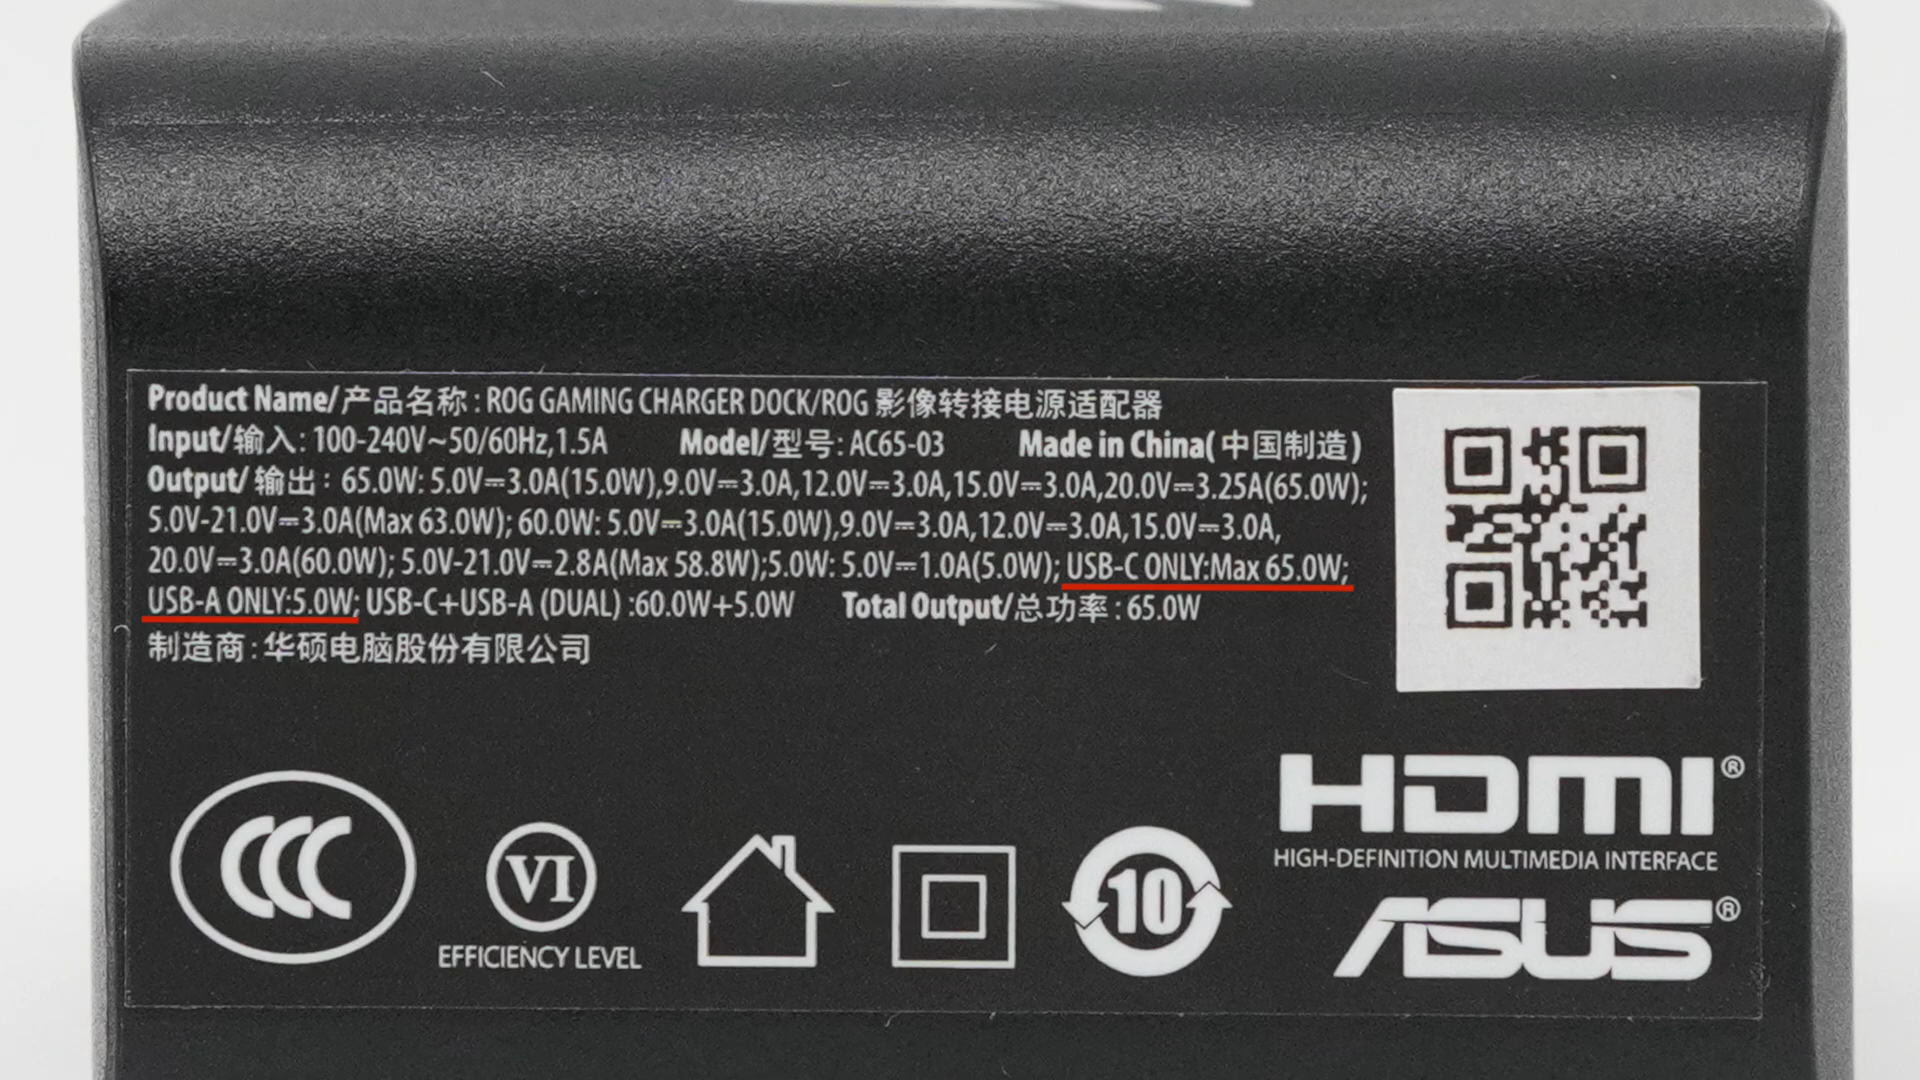 Product Name/产品名称: ROG GAMING CHARGER DOCK/ROG 影像转接电源适配器
Input/输入: 100-240V~50/60Hz,1.5A Model/型号: AC65-03 Made in China(中国制造)
Output/输出: 65.0W: 5.0V⎓3.0A(15.0W),9.0V⎓3.0A,12.0V⎓3.0A,15.0V⎓3.0A,20.0V⎓3.25A(65.0W);
5.0V-21.0V⎓3.0A(Max 63.0W); 60.0W: 5.0V⎓3.0A(15.0W),9.0V⎓3.0A,12.0V⎓3.0A,15.0V⎓3.0A,
20.0V⎓3.0A(60.0W); 5.0V-21.0V⎓2.8A(Max 58.8W);5.0W: 5.0V⎓1.0A(5.0W); USB-C ONLY:Max 65.0W;
USB-A ONLY:5.0W; USB-C+USB-A (DUAL) :60.0W+5.0W Total Output/总功率: 65.0W
制造商: 华硕电脑股份有限公司
CCC
VI
EFFICIENCY LEVEL
10
HDMI®
HIGH-DEFINITION MULTIMEDIA INTERFACE
ASUS®